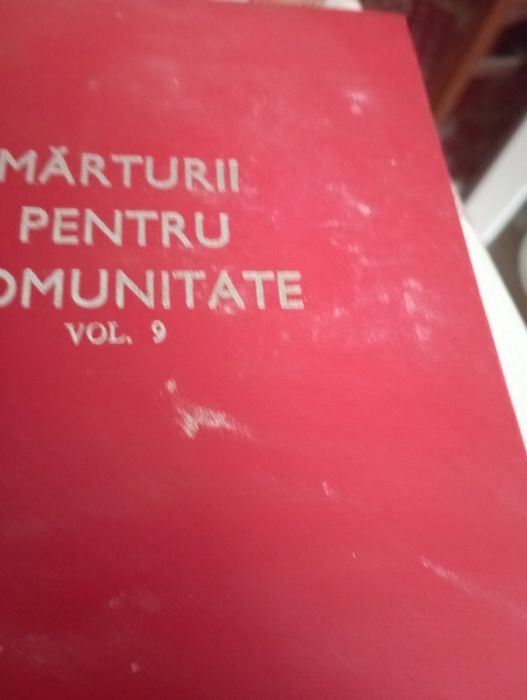 MĂRTURII
PENTRU
OMUNITATE
VOL. 9